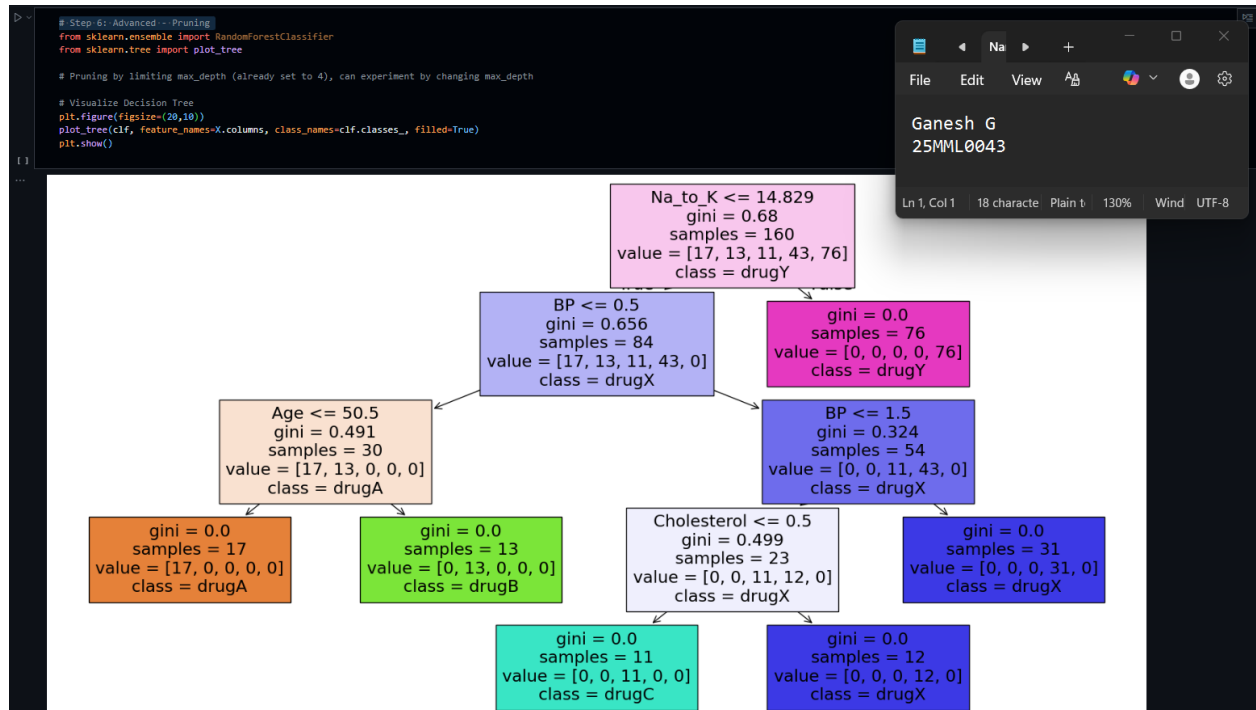 # Step 6: Advanced - Pruning
from sklearn.ensemble import RandomForestClassifier
from sklearn.tree import plot_tree
# Pruning by limiting max_depth (already set to 4), can experiment by changing max_depth
# Visualize Decision Tree
plt.figure(figsize=(20,10))
plot_tree(clf, feature_names=X.columns, class_names=clf.classes_, filled=True)
plt.show()
[ ]
...
Na
+
File Edit View
Ganesh G
25MML0043
Ln 1, Col 1 18 characte Plain t 130% Wind UTF-8
Na_to_K <= 14.829
gini = 0.68
samples = 160
value = [17, 13, 11, 43, 76]
class = drugY
BP <= 0.5
gini = 0.656
samples = 84
value = [17, 13, 11, 43, 0]
class = drugX
gini = 0.0
samples = 76
value = [0, 0, 0, 0, 76]
class = drugY
Age <= 50.5
gini = 0.491
samples = 30
value = [17, 13, 0, 0, 0]
class = drugA
BP <= 1.5
gini = 0.324
samples = 54
value = [0, 0, 11, 43, 0]
class = drugX
gini = 0.0
samples = 17
value = [17, 0, 0, 0, 0]
class = drugA
gini = 0.0
samples = 13
value = [0, 13, 0, 0, 0]
class = drugB
Cholesterol <= 0.5
gini = 0.499
samples = 23
value = [0, 0, 11, 12, 0]
class = drugX
gini = 0.0
samples = 31
value = [0, 0, 0, 31, 0]
class = drugX
gini = 0.0
samples = 11
value = [0, 0, 11, 0, 0]
class = drugC
gini = 0.0
samples = 12
value = [0, 0, 0, 12, 0]
class = drugX